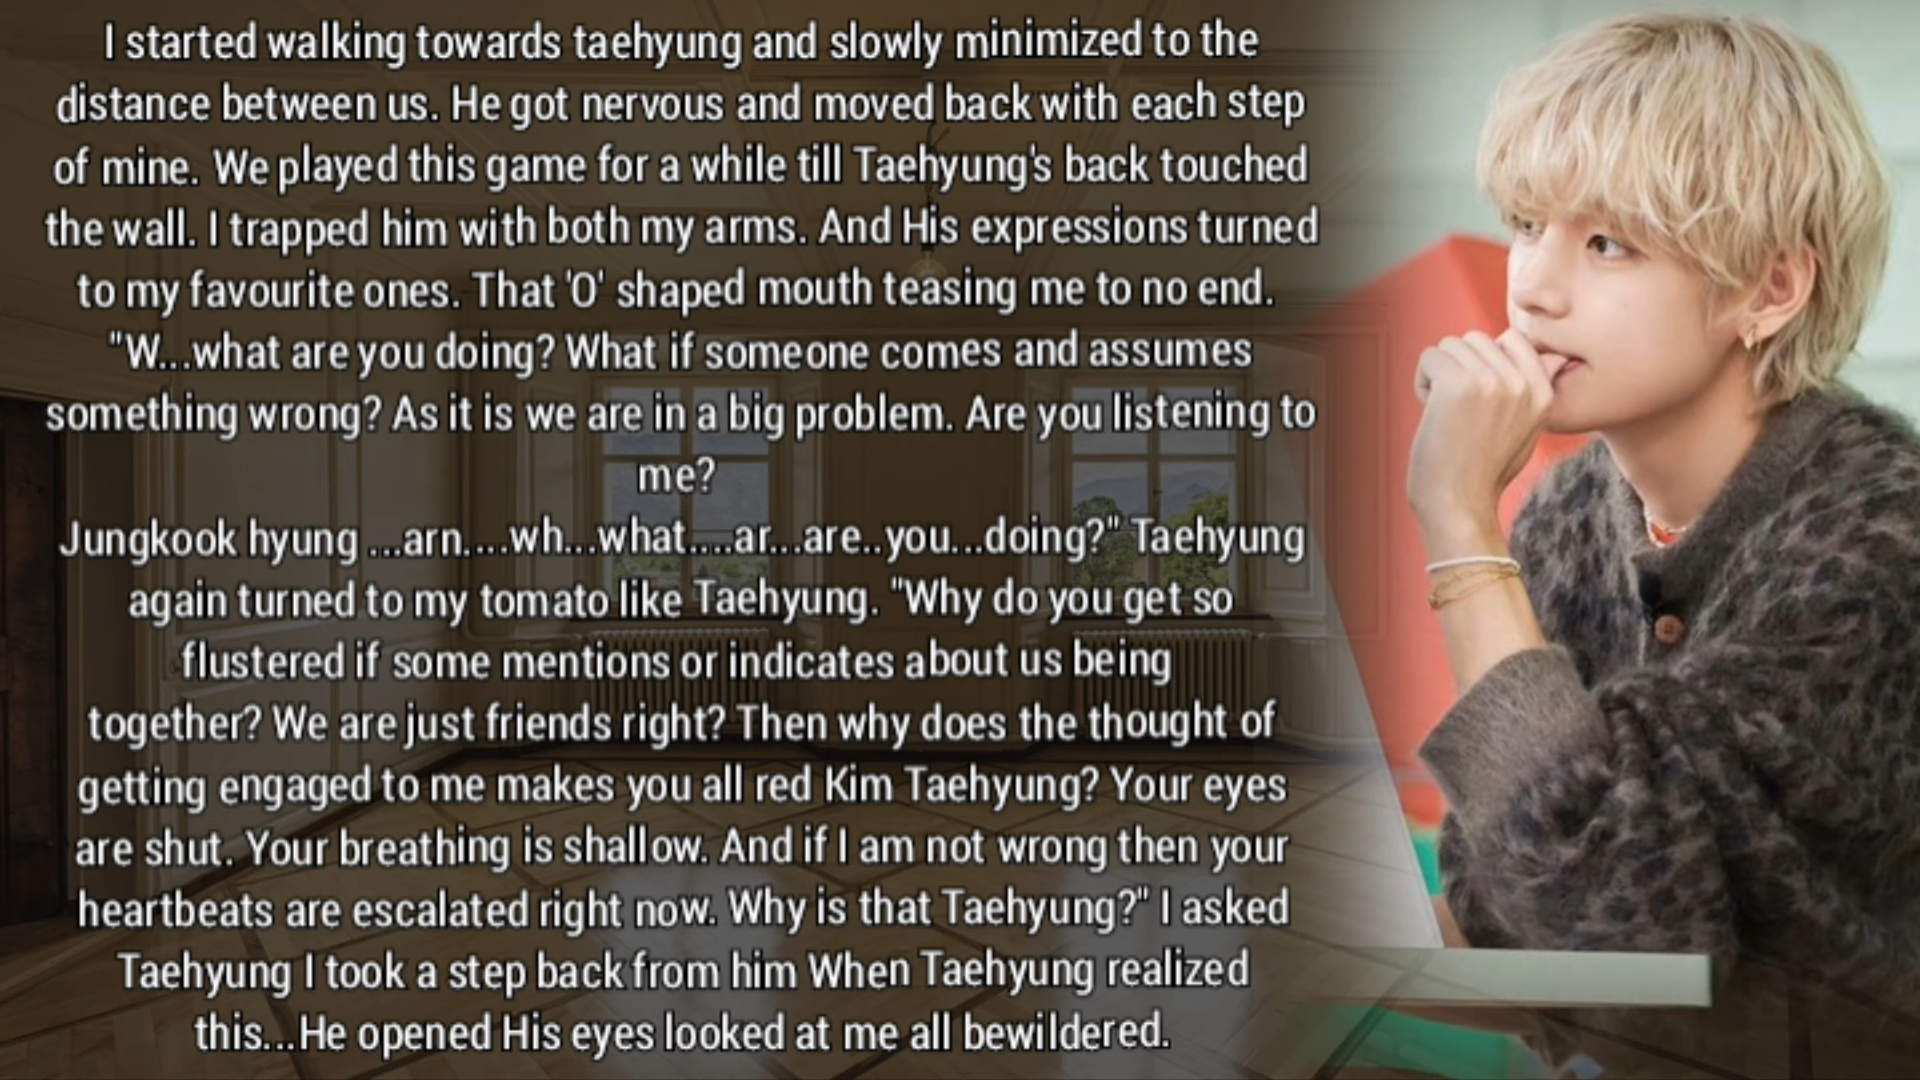 I started walking towards taehyung and slowly minimized to the
distance between us. He got nervous and moved back with each step
of mine. We played this game for a while till Taehyung's back touched
the wall. I trapped him with both my arms. And His expressions turned
to my favourite ones. That 'O' shaped mouth teasing me to no end.
"W...what are you doing? What if someone comes and assumes
something wrong? As it is we are in a big problem. Are you listening to
me?
Jungkook hyung ...arn....wh...what....ar...are..you...doing?" Taehyung
again turned to my tomato like Taehyung. "Why do you get so
flustered if some mentions or indicates about us being
together? We are just friends right? Then why does the thought of
getting engaged to me makes you all red Kim Taehyung? Your eyes
are shut. Your breathing is shallow. And if I am not wrong then your
heartbeats are escalated right now. Why is that Taehyung?" I asked
Taehyung I took a step back from him When Taehyung realized
this...He opened His eyes looked at me all bewildered.